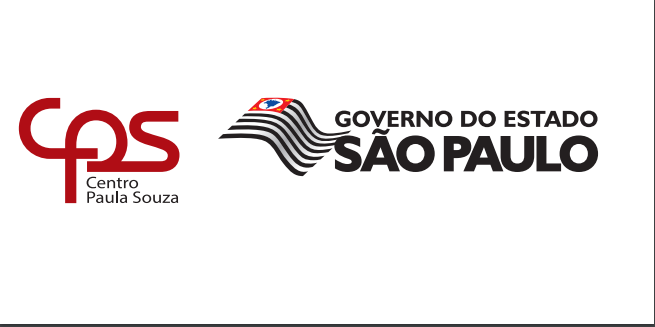 cps
Centro
Paula Souza
GOVERNO DO ESTADO
SÃO PAULO